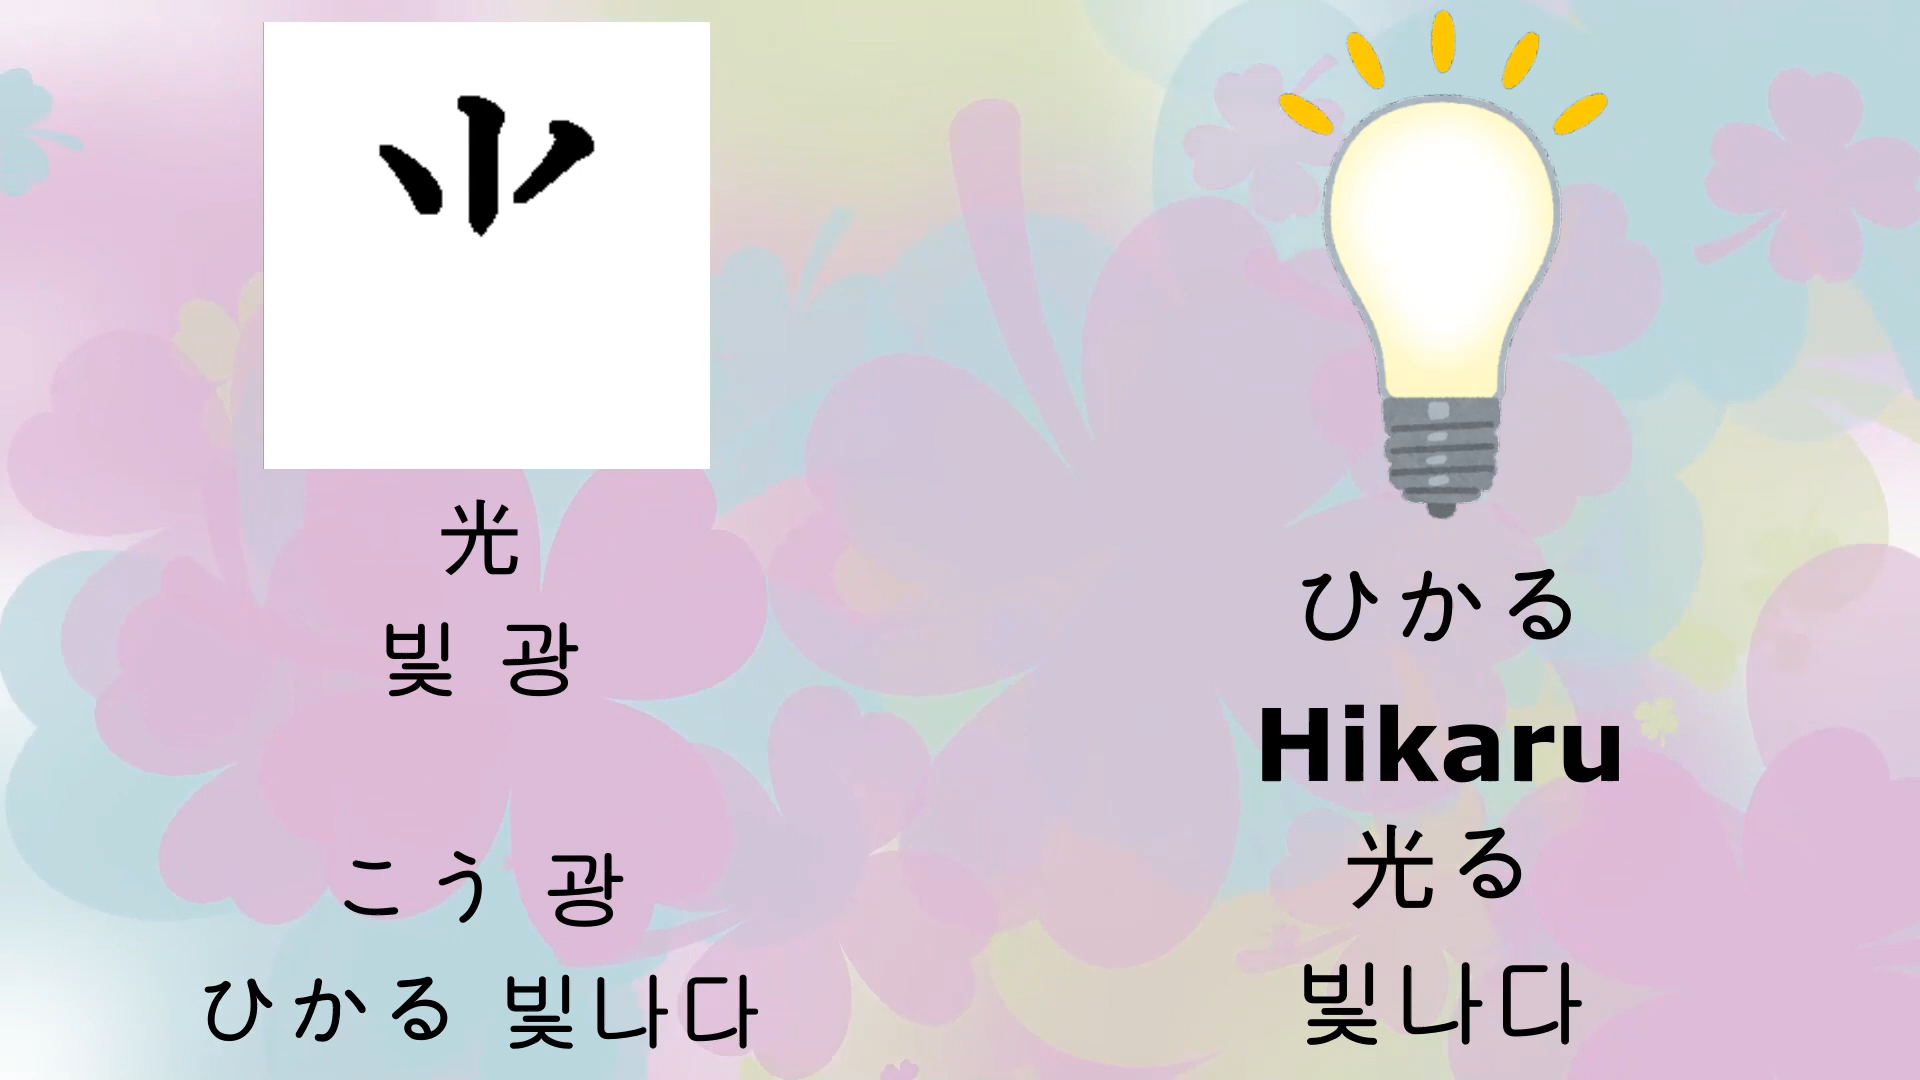 光
빛 광
こう 광
ひかる 빛나다
ひかる
Hikaru
光る
빛나다